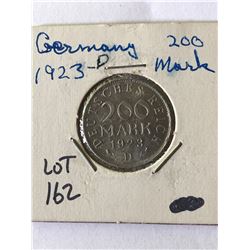 Germany 200
1923-D Mark
DEUTSCHES REICH
200
MARK
1923
D
LOT
162